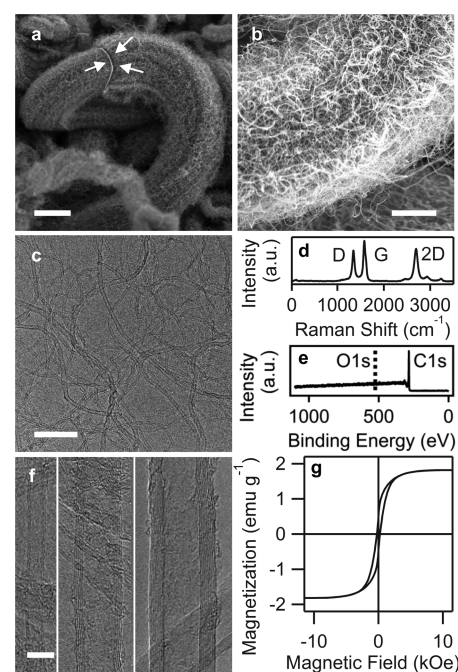 a
b
c
d
Intensity
(a.u.)
D
G
2D
0
1000
2000
3000
Raman Shift (cm-1)
e
Intensity
(a.u.)
O1s
C1s
1000
500
0
Binding Energy (eV)
f
g
Magnetization (emu g-1)
2
1
0
-1
-2
-10
0
10
Magnetic Field (kOe)